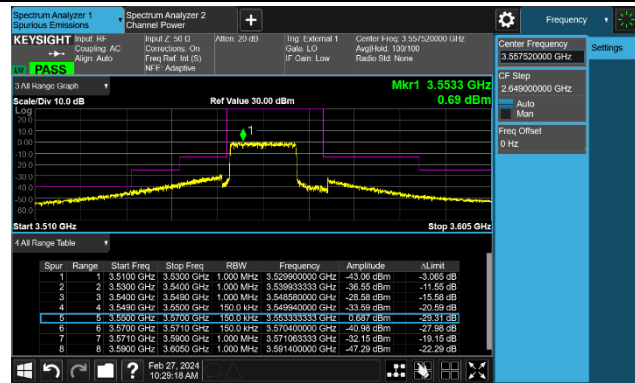 Spectrum Analyzer 1
Spurious Emissions
Spectrum Analyzer 2
Channel Power
+
Frequency
KEYSIGHT
Input: RF
Coupling: AC
Align: Auto
Input Z: 50 Ω
Corrections: On
Freq Ref: Int (S)
NFE: Adaptive
Atten: 20 dB
Trig: External 1
Gate: LO
IF Gain: Low
Center Freq: 3.557520000 GHz
Avg|Hold: 100/100
Radio Std: None
PASS
Center Frequency
3.557520000 GHz
Settings
CF Step
2.649000000 GHz
Auto
Man
Freq Offset
0 Hz
3 All Range Graph
Mkr1 3.5533 GHz
Scale/Div 10.0 dB
Ref Value 30.00 dBm
0.69 dBm
Log
20.0
10.0
0.00
-10.0
-20.0
-30.0
-40.0
-50.0
-60.0
1
Start 3.510 GHz
Stop 3.605 GHz
4 All Range Table
Spur Range Start Freq Stop Freq RBW Frequency Amplitude ΔLimit
1 1 3.5100 GHz 3.5300 GHz 1.000 MHz 3.529900000 GHz -43.06 dBm -3.065 dB
2 2 3.5300 GHz 3.5400 GHz 1.000 MHz 3.539933333 GHz -36.55 dBm -11.55 dB
3 3 3.5400 GHz 3.5490 GHz 1.000 MHz 3.548580000 GHz -28.58 dBm -15.58 dB
4 4 3.5490 GHz 3.5500 GHz 150.0 kHz 3.549940000 GHz -33.59 dBm -20.59 dB
5 5 3.5500 GHz 3.5700 GHz 150.0 kHz 3.553333333 GHz 0.687 dBm -29.31 dB
6 6 3.5700 GHz 3.5710 GHz 150.0 kHz 3.570400000 GHz -40.98 dBm -27.98 dB
7 7 3.5710 GHz 3.5900 GHz 1.000 MHz 3.571063333 GHz -32.15 dBm -19.15 dB
8 8 3.5900 GHz 3.6050 GHz 1.000 MHz 3.591400000 GHz -47.29 dBm -22.29 dB
?
Feb 27, 2024
10:29:18 AM